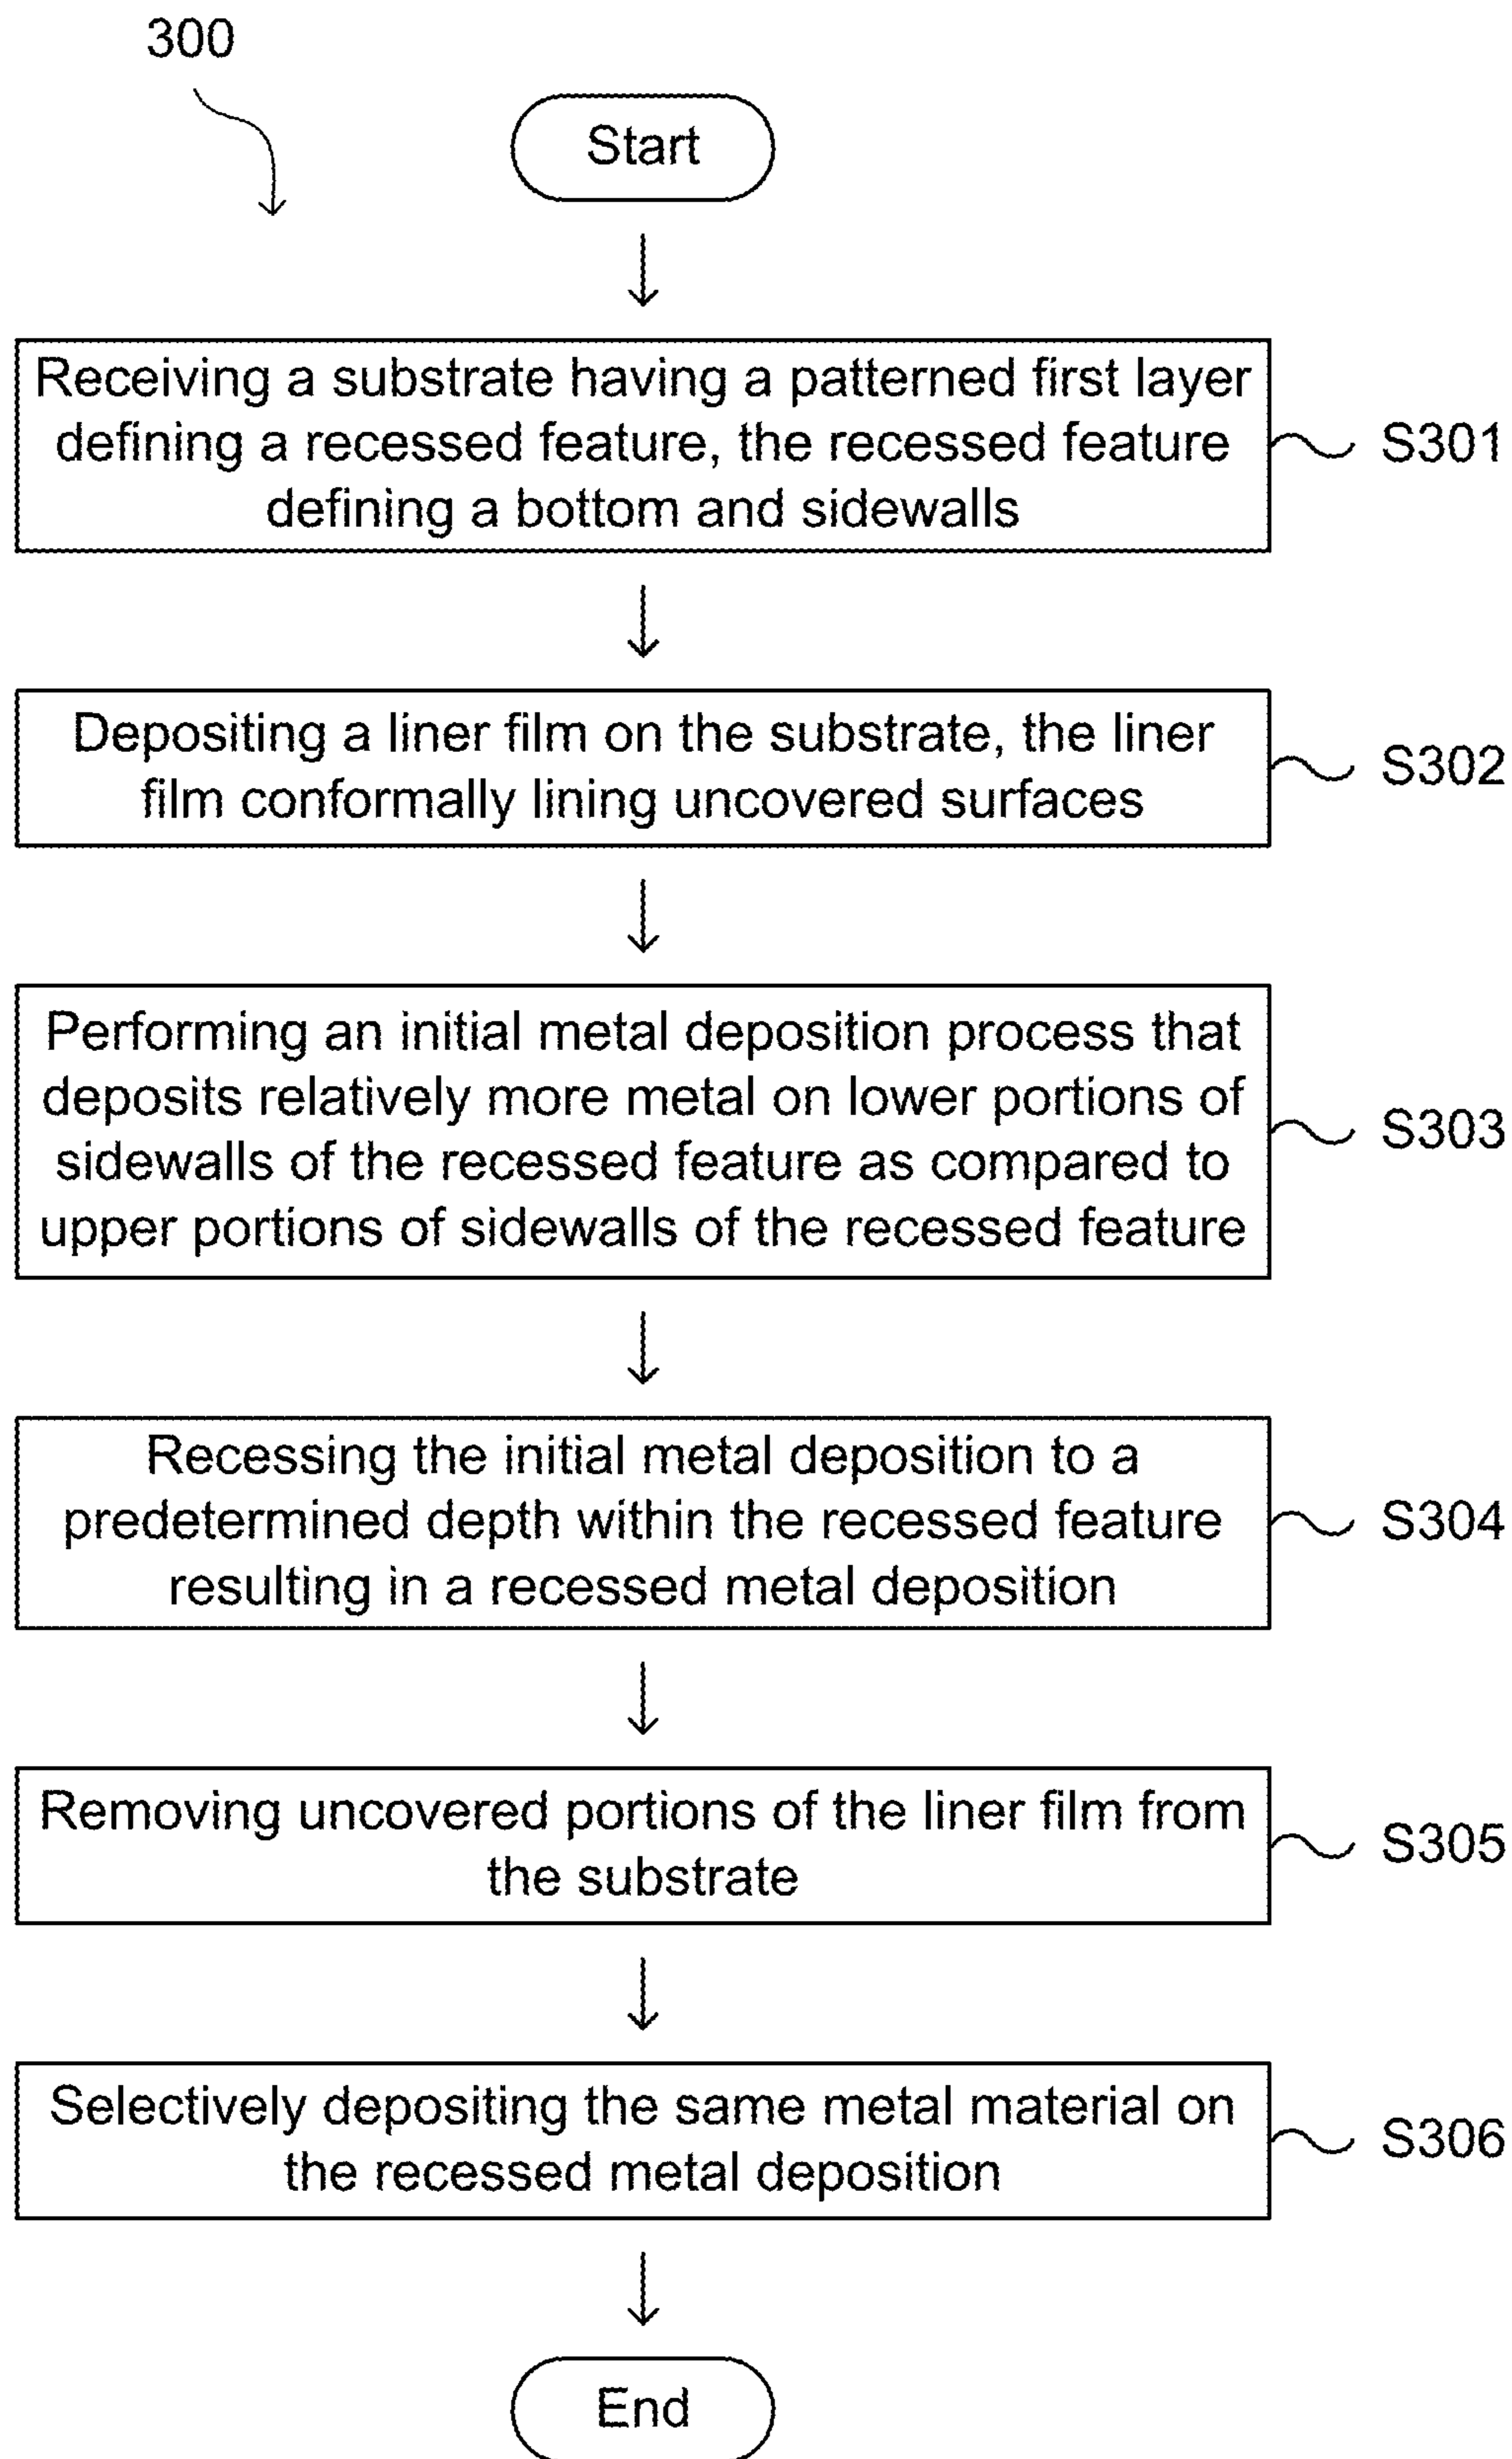 300
Start
Receiving a substrate having a patterned first layer
defining a recessed feature, the recessed feature
defining a bottom and sidewalls
S301
Depositing a liner film on the substrate, the liner
film conformally lining uncovered surfaces
S302
Performing an initial metal deposition process that
deposits relatively more metal on lower portions of
sidewalls of the recessed feature as compared to
upper portions of sidewalls of the recessed feature
S303
Recessing the initial metal deposition to a
predetermined depth within the recessed feature
resulting in a recessed metal deposition
S304
Removing uncovered portions of the liner film from
the substrate
S305
Selectively depositing the same metal material on
the recessed metal deposition
S306
End